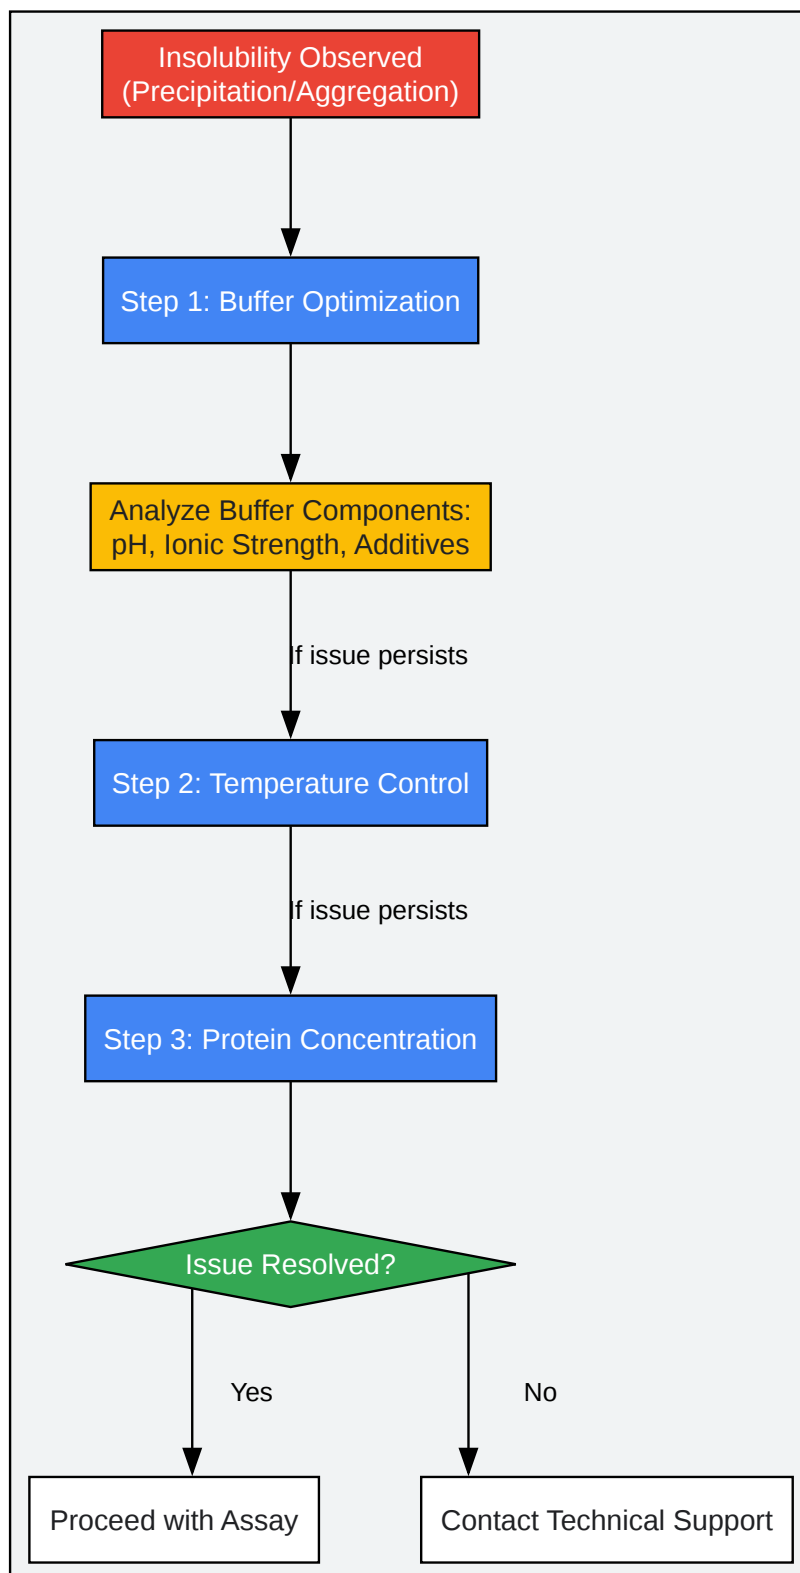 Insolubility Observed
(Precipitation/Aggregation)
Step 1: Buffer Optimization
Analyze Buffer Components:
pH, Ionic Strength, Additives
If issue persists
Step 2: Temperature Control
If issue persists
Step 3: Protein Concentration
Issue Resolved?
Yes
No
Proceed with Assay
Contact Technical Support